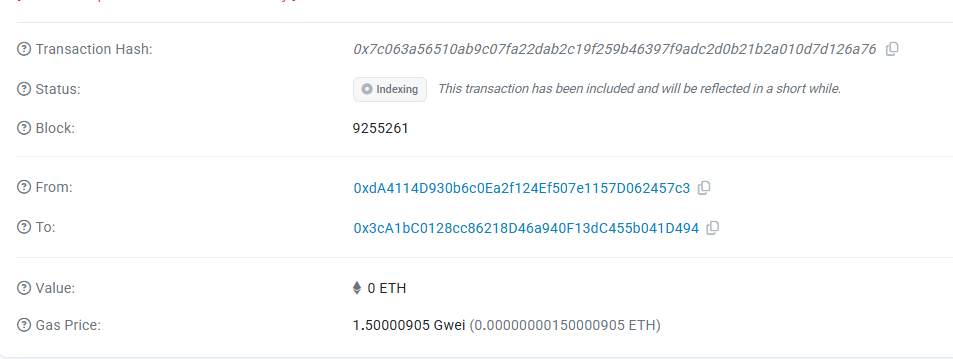 Transaction Hash: 0x7c063a56510ab9c07fa22dab2c19f259b46397f9adc2d0b21b2a010d7d126a76
Status: Indexing This transaction has been included and will be reflected in a short while.
Block: 9255261
From: 0xdA4114D930b6c0Ea2f124Ef507e1157D062457c3
To: 0x3cA1bC0128cc86218D46a940F13dC455b041D494
Value: 0 ETH
Gas Price: 1.50000905 Gwei (0.00000000150000905 ETH)